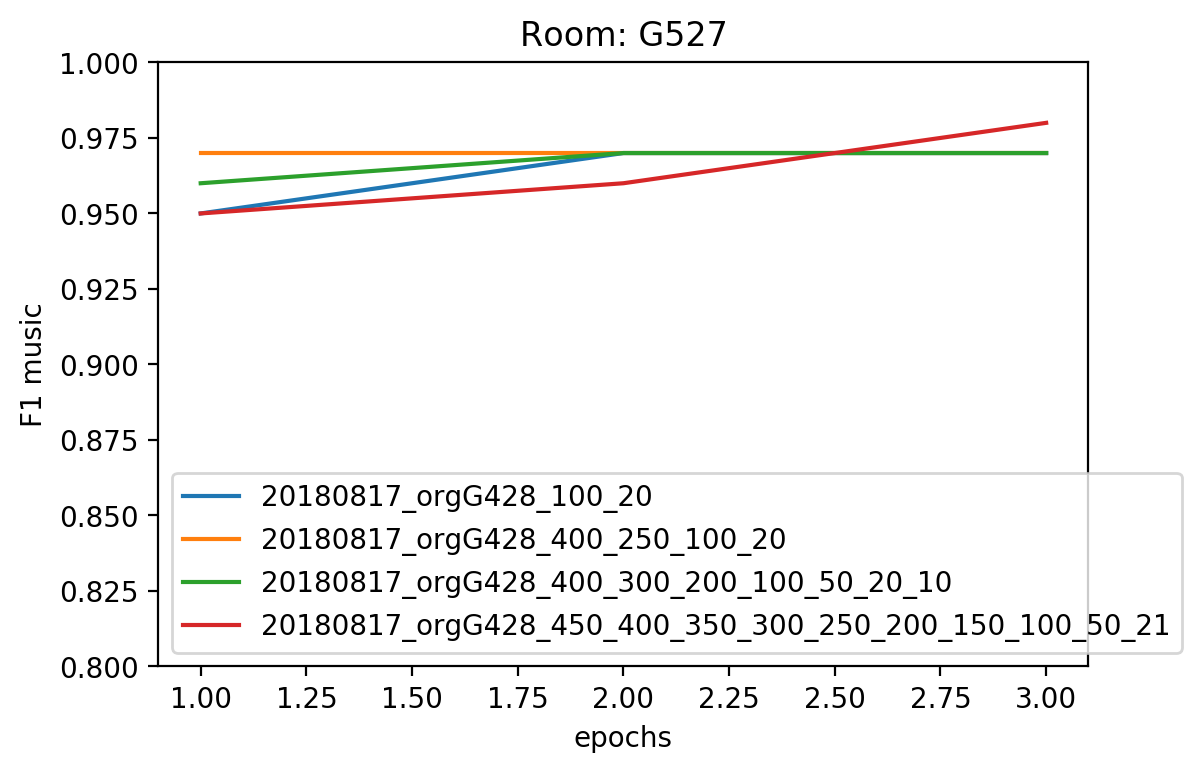 Room: G527
1.000
0.975
0.950
0.925
0.900
0.875
0.850
0.825
0.800
F1 music
20180817_orgG428_100_20
20180817_orgG428_400_250_100_20
20180817_orgG428_400_300_200_100_50_20_10
20180817_orgG428_450_400_350_300_250_200_150_100_50_21
1.00 1.25 1.50 1.75 2.00 2.25 2.50 2.75 3.00
epochs